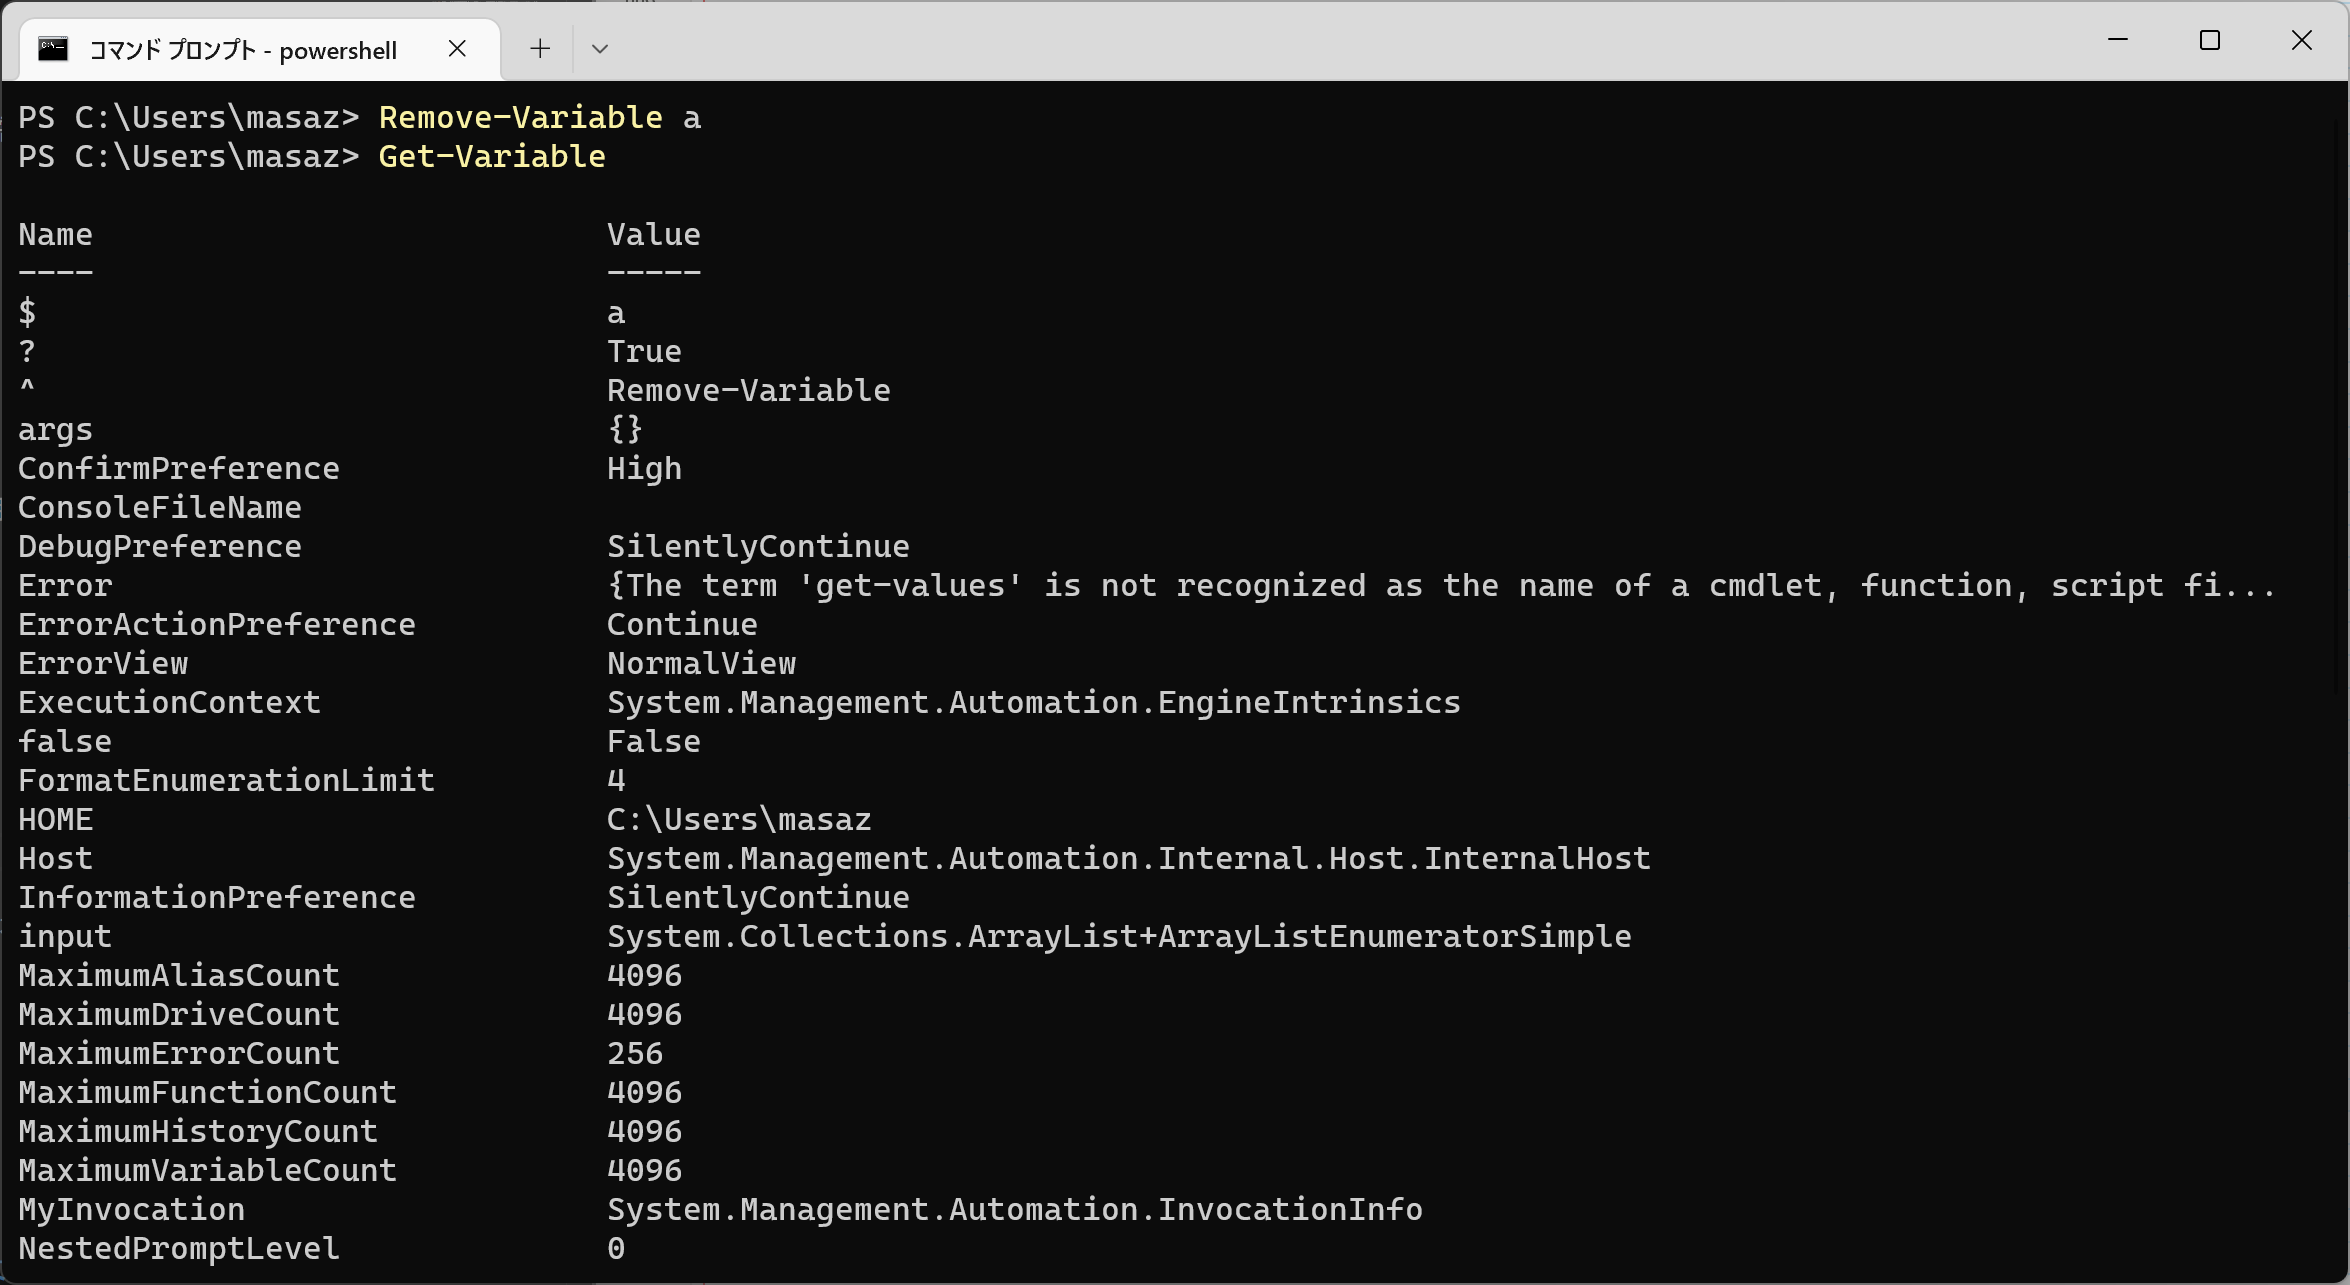 コマンド プロンプト - powershell
PS C:\Users\masaz> Remove-Variable a
PS C:\Users\masaz> Get-Variable
Name                           Value
----                           -----
$                              a
?                              True
^                              Remove-Variable
args                           {}
ConfirmPreference              High
ConsoleFileName
DebugPreference                SilentlyContinue
Error                          {The term 'get-values' is not recognized as the name of a cmdlet, function, script fi...
ErrorActionPreference          Continue
ErrorView                      NormalView
ExecutionContext               System.Management.Automation.EngineIntrinsics
false                          False
FormatEnumerationLimit         4
HOME                           C:\Users\masaz
Host                           System.Management.Automation.Internal.Host.InternalHost
InformationPreference          SilentlyContinue
input                          System.Collections.ArrayList+ArrayListEnumeratorSimple
MaximumAliasCount              4096
MaximumDriveCount              4096
MaximumErrorCount              256
MaximumFunctionCount           4096
MaximumHistoryCount            4096
MaximumVariableCount           4096
MyInvocation                   System.Management.Automation.InvocationInfo
NestedPromptLevel              0